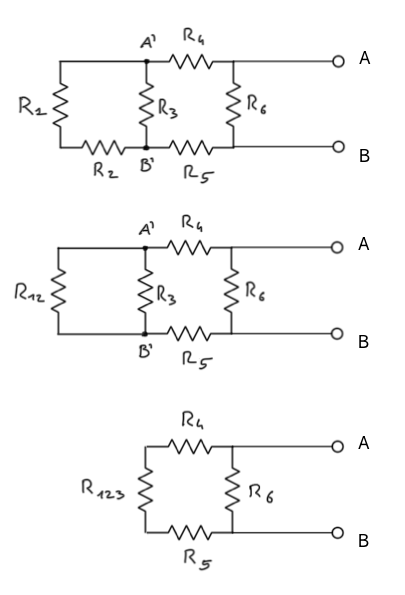 A' R4 A
R1 R3 R6
R2 B' R5 B
A' R4 A
R12 R3 R6
B' R5 B
R4 A
R123 R6
R5 B